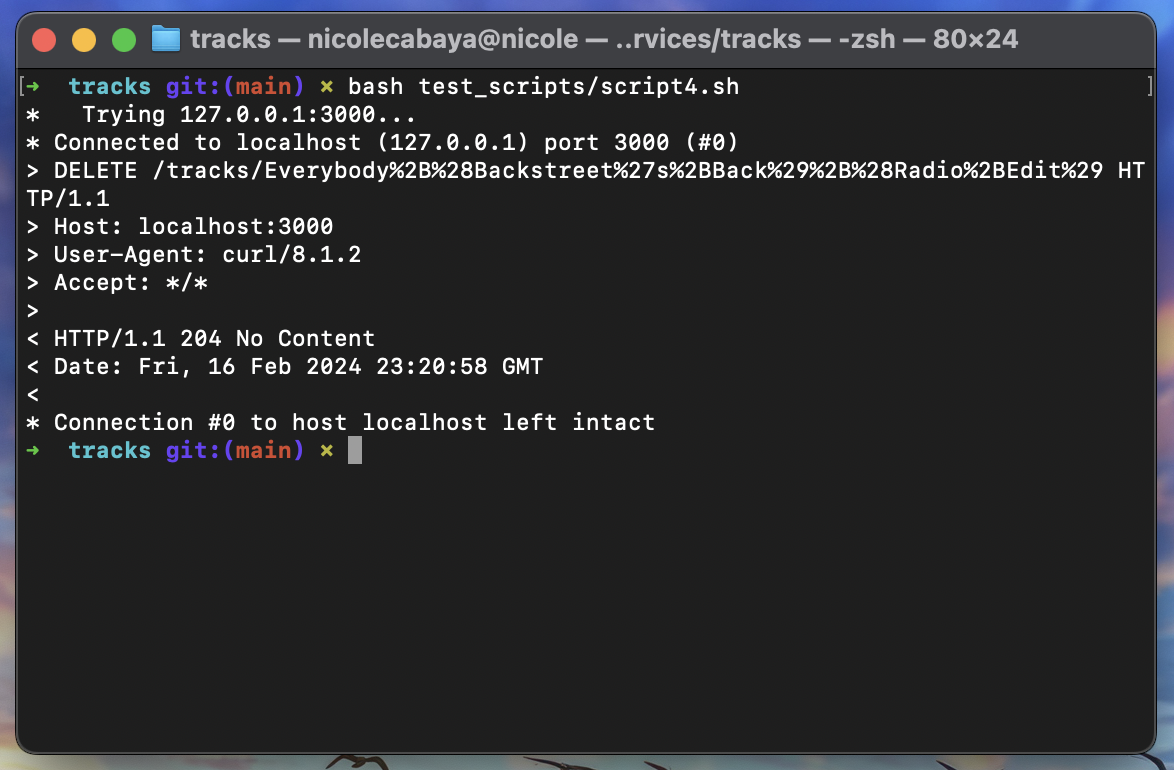 tracks — nicolecabaya@nicole — ..rvices/tracks — -zsh — 80×24
[➜  tracks git:(main) ✗ bash test_scripts/script4.sh ]
*   Trying 127.0.0.1:3000...
* Connected to localhost (127.0.0.1) port 3000 (#0)
> DELETE /tracks/Everybody%2B%28Backstreet%27s%2BBack%29%2B%28Radio%2BEdit%29 HT
TP/1.1
> Host: localhost:3000
> User-Agent: curl/8.1.2
> Accept: */*
>
< HTTP/1.1 204 No Content
< Date: Fri, 16 Feb 2024 23:20:58 GMT
<
* Connection #0 to host localhost left intact
➜  tracks git:(main) ✗